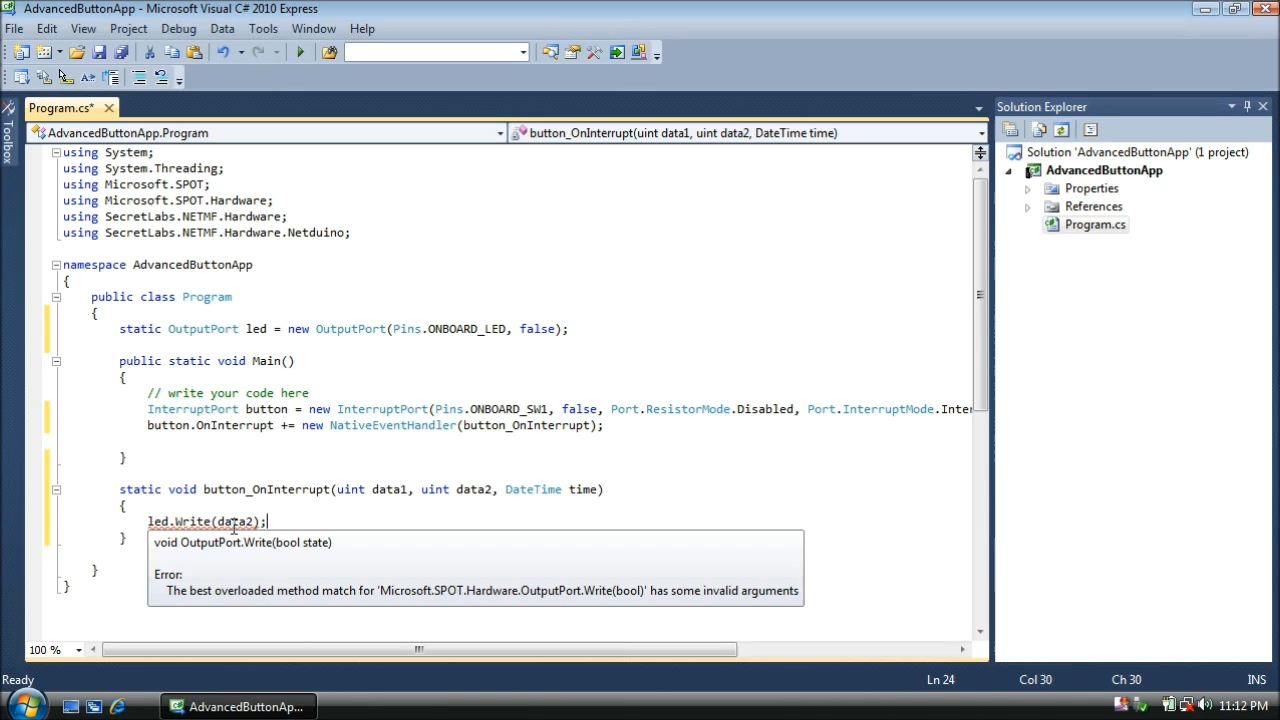 AdvancedButtonApp - Microsoft Visual C# 2010 Express
File Edit View Project Debug Data Tools Window Help
Program.cs*
Solution Explorer
Toolbox
AdvancedButtonApp.Program
button_OnInterrupt(uint data1, uint data2, DateTime time)
using System;
using System.Threading;
using Microsoft.SPOT;
using Microsoft.SPOT.Hardware;
using SecretLabs.NETMF.Hardware;
using SecretLabs.NETMF.Hardware.Netduino;
namespace AdvancedButtonApp
{
public class Program
{
static OutputPort led = new OutputPort(Pins.ONBOARD_LED, false);
public static void Main()
{
// write your code here
InterruptPort button = new InterruptPort(Pins.ONBOARD_SW1, false, Port.ResistorMode.Disabled, Port.InterruptMode.Inter
button.OnInterrupt += new NativeEventHandler(button_OnInterrupt);
}
static void button_OnInterrupt(uint data1, uint data2, DateTime time)
{
led.Write(data2);
}
void OutputPort.Write(bool state)
Error:
The best overloaded method match for 'Microsoft.SPOT.Hardware.OutputPort.Write(bool)' has some invalid arguments
}
}
Solution 'AdvancedButtonApp' (1 project)
AdvancedButtonApp
Properties
References
Program.cs
100 %
Ready
Ln 24
Col 30
Ch 30
INS
AdvancedButtonAp...
11:12 PM